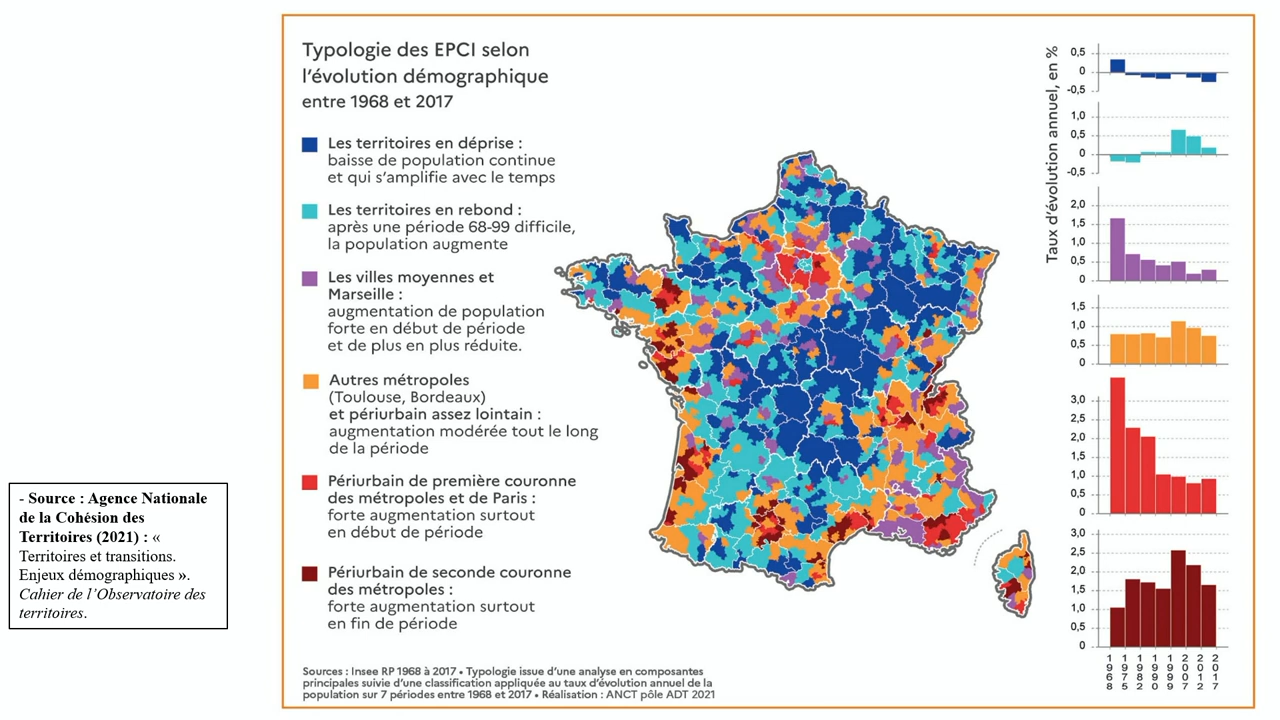 Typologie des EPCI selon
l'évolution démographique
entre 1968 et 2017
Les territoires en déprise :
baisse de population continue
et qui s'amplifie avec le temps
Les territoires en rebond :
après une période 68-99 difficile,
la population augmente
Les villes moyennes et
Marseille :
augmentation de population
forte en début de période
et de plus en plus réduite.
Autres métropoles
(Toulouse, Bordeaux)
et périurbain assez lointain :
augmentation modérée tout le long
de la période
Périurbain de première couronne
des métropoles et de Paris :
forte augmentation surtout
en début de période
Périurbain de seconde couronne
des métropoles :
forte augmentation surtout
en fin de période
Sources : Insee RP 1968 à 2017 • Typologie issue d'une analyse en composantes
principales suivie d'une classification appliquée au taux d'évolution annuel de la
population sur 7 périodes entre 1968 et 2017 • Réalisation : ANCT pôle ADT 2021
Taux d'évolution annuel, en %
0,5
0
-0,5
1,0
0,5
0
-0,5
2,0
1,5
1,0
0,5
0
1,5
1,0
0,5
0
3,0
2,5
2,0
1,5
1,0
0,5
0
3,0
2,5
2,0
1,5
1,0
0,5
0
1968
1975
1982
1990
1999
2007
2012
2017
- Source : Agence Nationale
de la Cohésion des
Territoires (2021) : «
Territoires et transitions.
Enjeux démographiques ».
Cahier de l'Observatoire des
territoires.